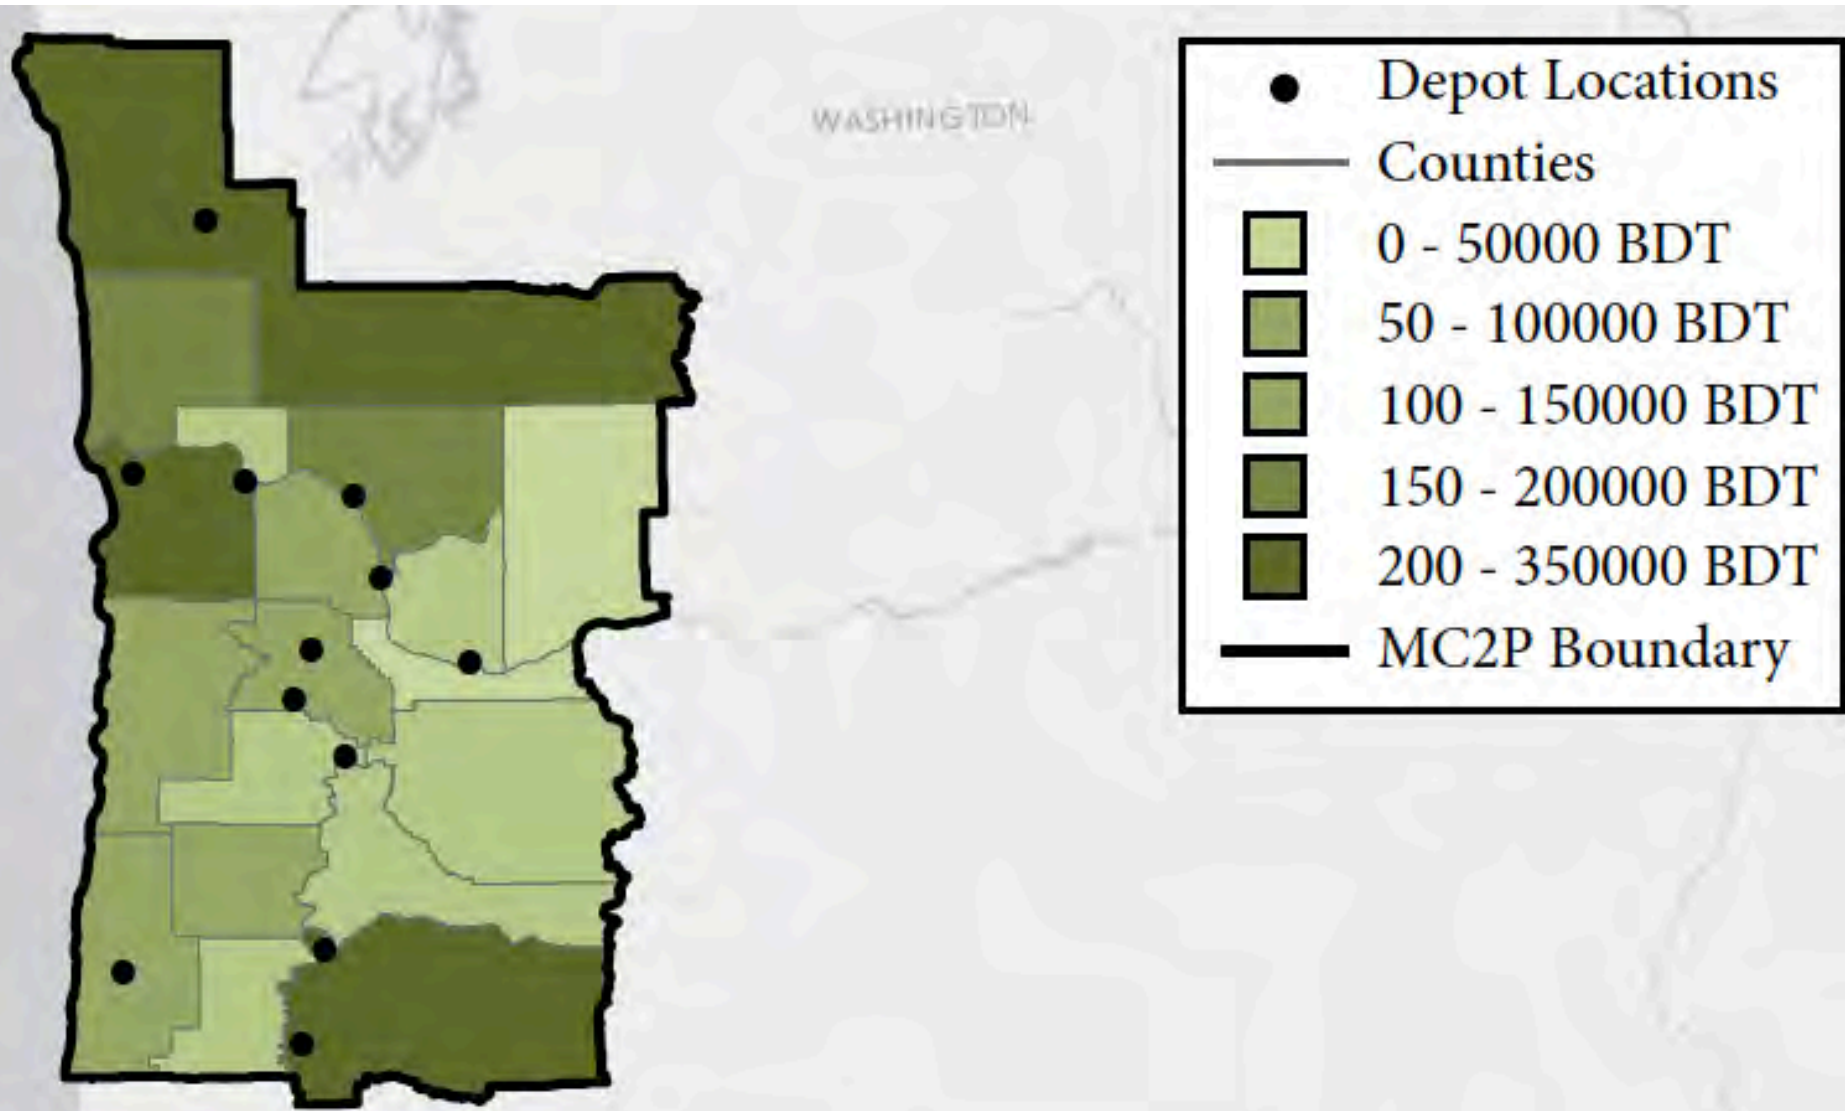 WASHINGTON
Depot Locations
Counties
0 - 50000 BDT
50 - 100000 BDT
100 - 150000 BDT
150 - 200000 BDT
200 - 350000 BDT
MC2P Boundary